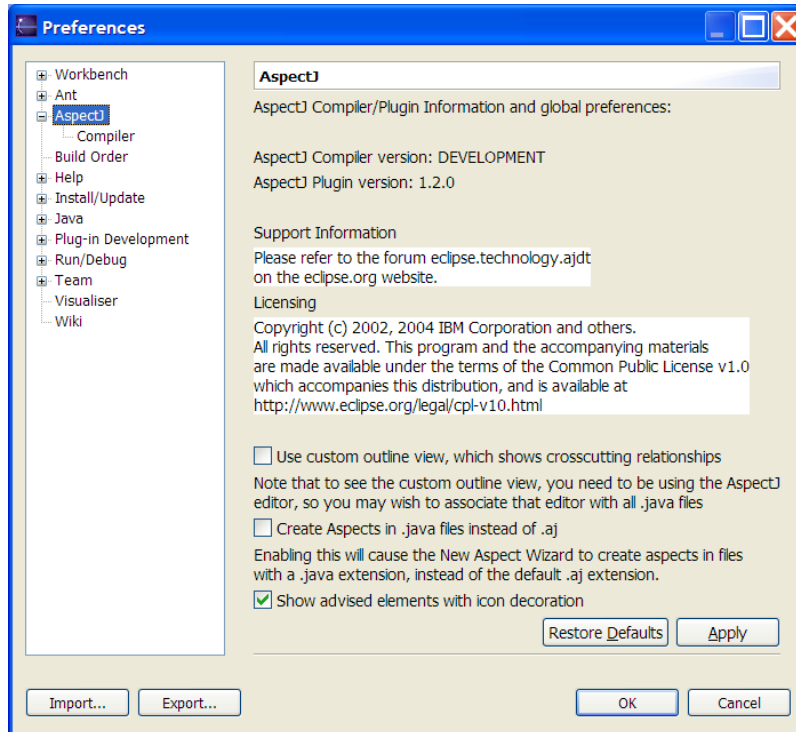 Preferences
Workbench
Ant
AspectJ
Compiler
Build Order
Help
Install/Update
Java
Plug-in Development
Run/Debug
Team
Visualiser
Wiki
AspectJ
AspectJ Compiler/Plugin Information and global preferences:
AspectJ Compiler version: DEVELOPMENT
AspectJ Plugin version: 1.2.0
Support Information
Please refer to the forum eclipse.technology.ajdt
on the eclipse.org website.
Licensing
Copyright (c) 2002, 2004 IBM Corporation and others.
All rights reserved. This program and the accompanying materials
are made available under the terms of the Common Public License v1.0
which accompanies this distribution, and is available at
http://www.eclipse.org/legal/cpl-v10.html
Use custom outline view, which shows crosscutting relationships
Note that to see the custom outline view, you need to be using the AspectJ
editor, so you may wish to associate that editor with all .java files
Create Aspects in .java files instead of .aj
Enabling this will cause the New Aspect Wizard to create aspects in files
with a .java extension, instead of the default .aj extension.
Show advised elements with icon decoration
Restore Defaults
Apply
Import...
Export...
OK
Cancel